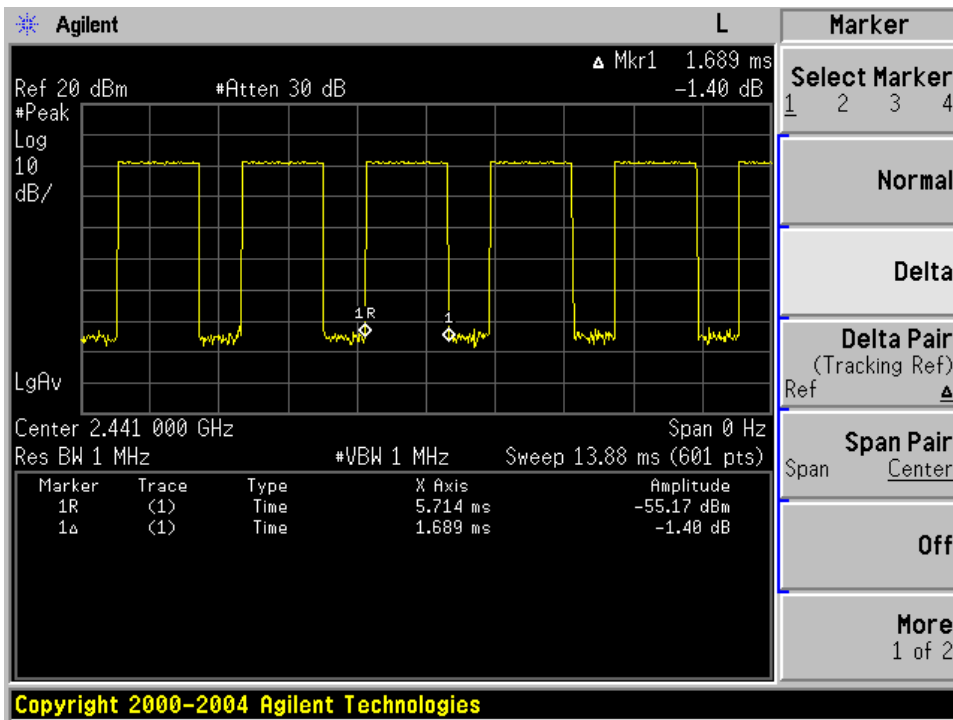 Agilent L
Δ Mkr1 1.689 ms
Ref 20 dBm #Atten 30 dB −1.40 dB
#Peak
Log
10
dB/
1R 1
LgAv
Center 2.441 000 GHz Span 0 Hz
Res BW 1 MHz #VBW 1 MHz Sweep 13.88 ms (601 pts)
Marker Trace Type X Axis Amplitude
1R (1) Time 5.714 ms −55.17 dBm
1Δ (1) Time 1.689 ms −1.40 dB
Copyright 2000–2004 Agilent Technologies
Marker
Select Marker
1 2 3 4
Normal
Delta
Delta Pair
(Tracking Ref)
Ref Δ
Span Pair
Span Center
Off
More
1 of 2